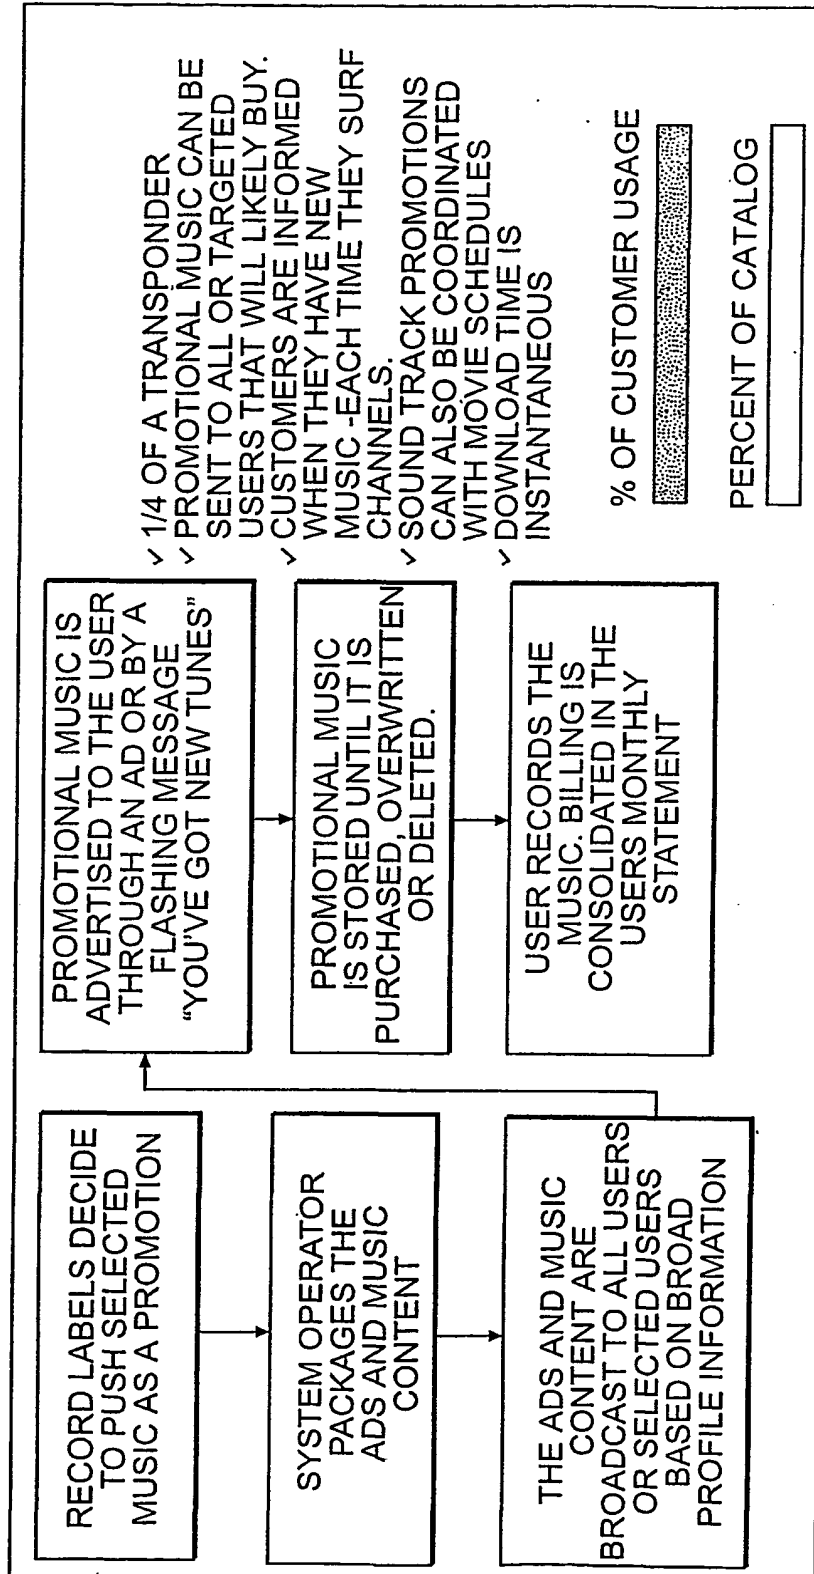 RECORD LABELS DECIDE
TO PUSH SELECTED
MUSIC AS A PROMOTION
SYSTEM OPERATOR
PACKAGES THE
ADS AND MUSIC
CONTENT
THE ADS AND MUSIC
CONTENT ARE
BROADCAST TO ALL USERS
OR SELECTED USERS
BASED ON BROAD
PROFILE INFORMATION
PROMOTIONAL MUSIC IS
ADVERTISED TO THE USER
THROUGH AN AD OR BY A
FLASHING MESSAGE
“YOU'VE GOT NEW TUNES”
PROMOTIONAL MUSIC
IS STORED UNTIL IT IS
PURCHASED, OVERWRITTEN
OR DELETED.
USER RECORDS THE
MUSIC. BILLING IS
CONSOLIDATED IN THE
USERS MONTHLY
STATEMENT
✓ 1/4 OF A TRANSPONDER
✓ PROMOTIONAL MUSIC CAN BE
SENT TO ALL OR TARGETED
USERS THAT WILL LIKELY BUY.
✓ CUSTOMERS ARE INFORMED
WHEN THEY HAVE NEW
MUSIC -EACH TIME THEY SURF
CHANNELS.
✓ SOUND TRACK PROMOTIONS
CAN ALSO BE COORDINATED
WITH MOVIE SCHEDULES
✓ DOWNLOAD TIME IS
INSTANTANEOUS
% OF CUSTOMER USAGE
PERCENT OF CATALOG